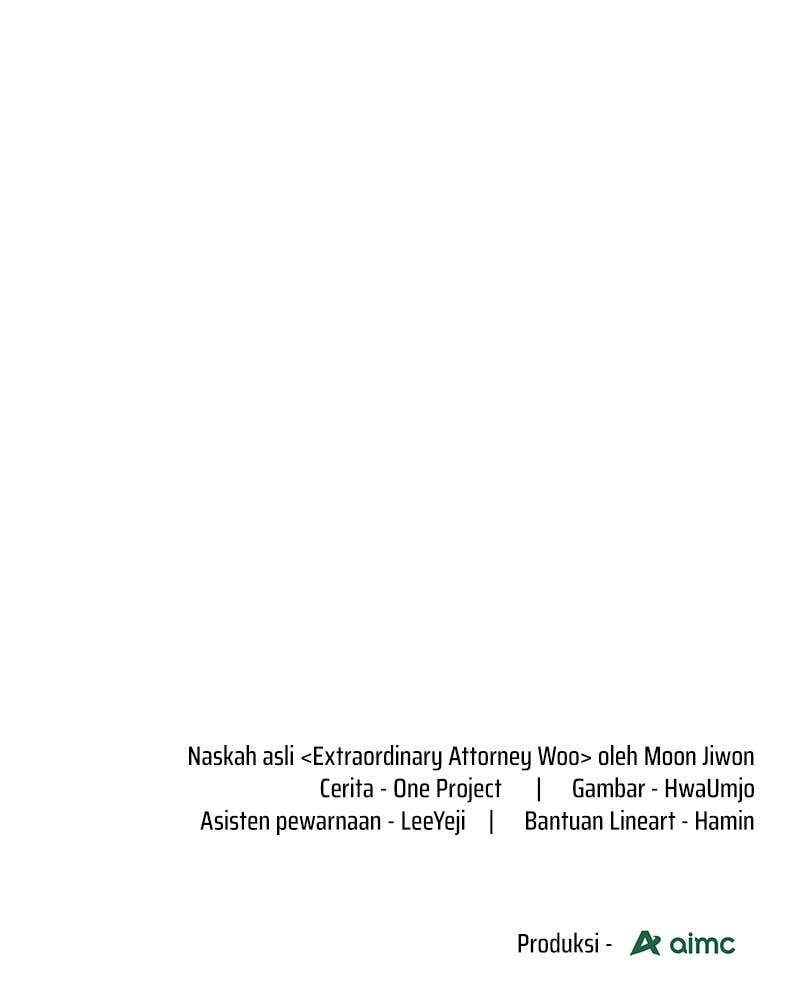 Naskah asli <Extraordinary Attorney Woo> oleh Moon Jiwon
Cerita - One Project | Gambar - HwaUmjo
Asisten pewarnaan - LeeYeji | Bantuan Lineart - Hamin
Produksi - aimc